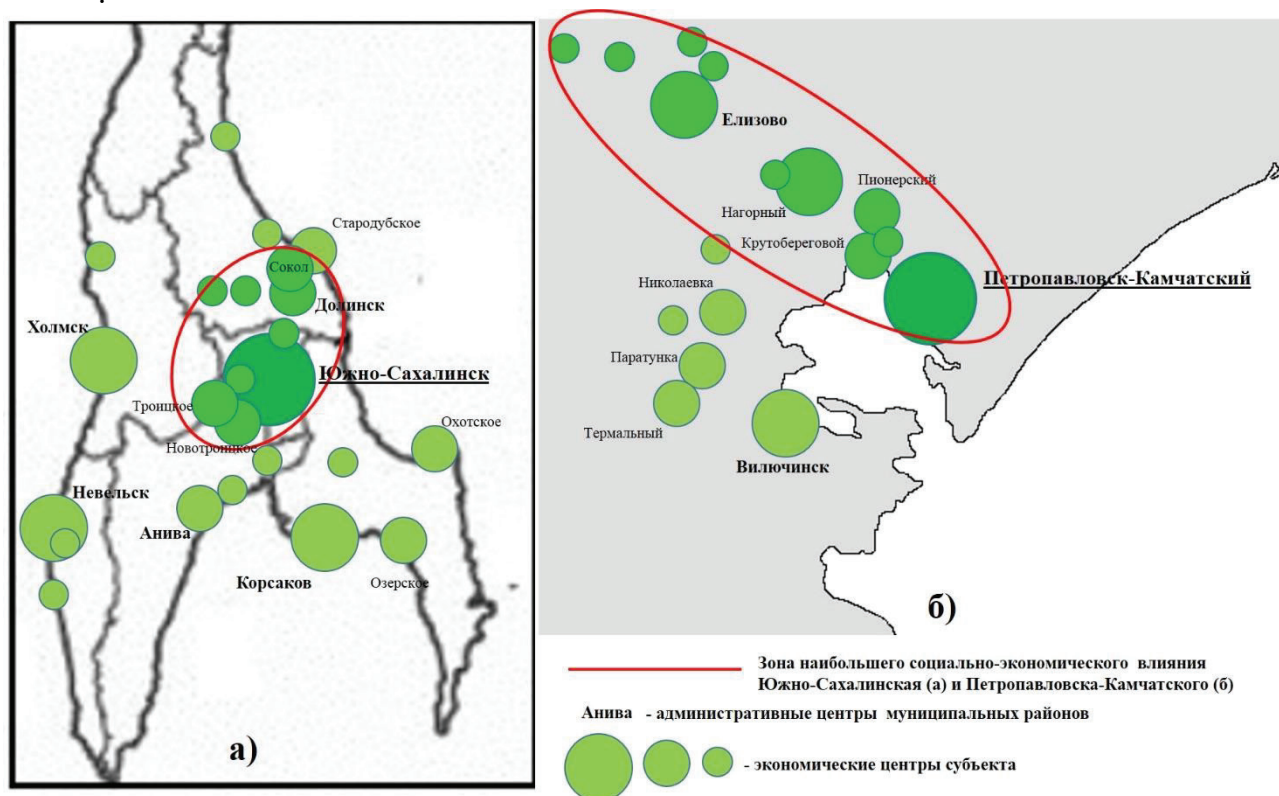 Стародубское
Сокол
Долинск
Холмск
Южно-Сахалинск
Троицкое
Новотроицкое
Охотское
Невельск
Анива
Корсаков
Озерское
а)
Елизово
Пионерский
Нагорный
Крутобереговой
Петропавловск-Камчатский
Николаевка
Паратунка
Термальный
Вилючинск
б)
Зона наибольшего социально-экономического влияния
Южно-Сахалинская (а) и Петропавловска-Камчатского (б)
Анива - административные центры муниципальных районов
- экономические центры субъекта